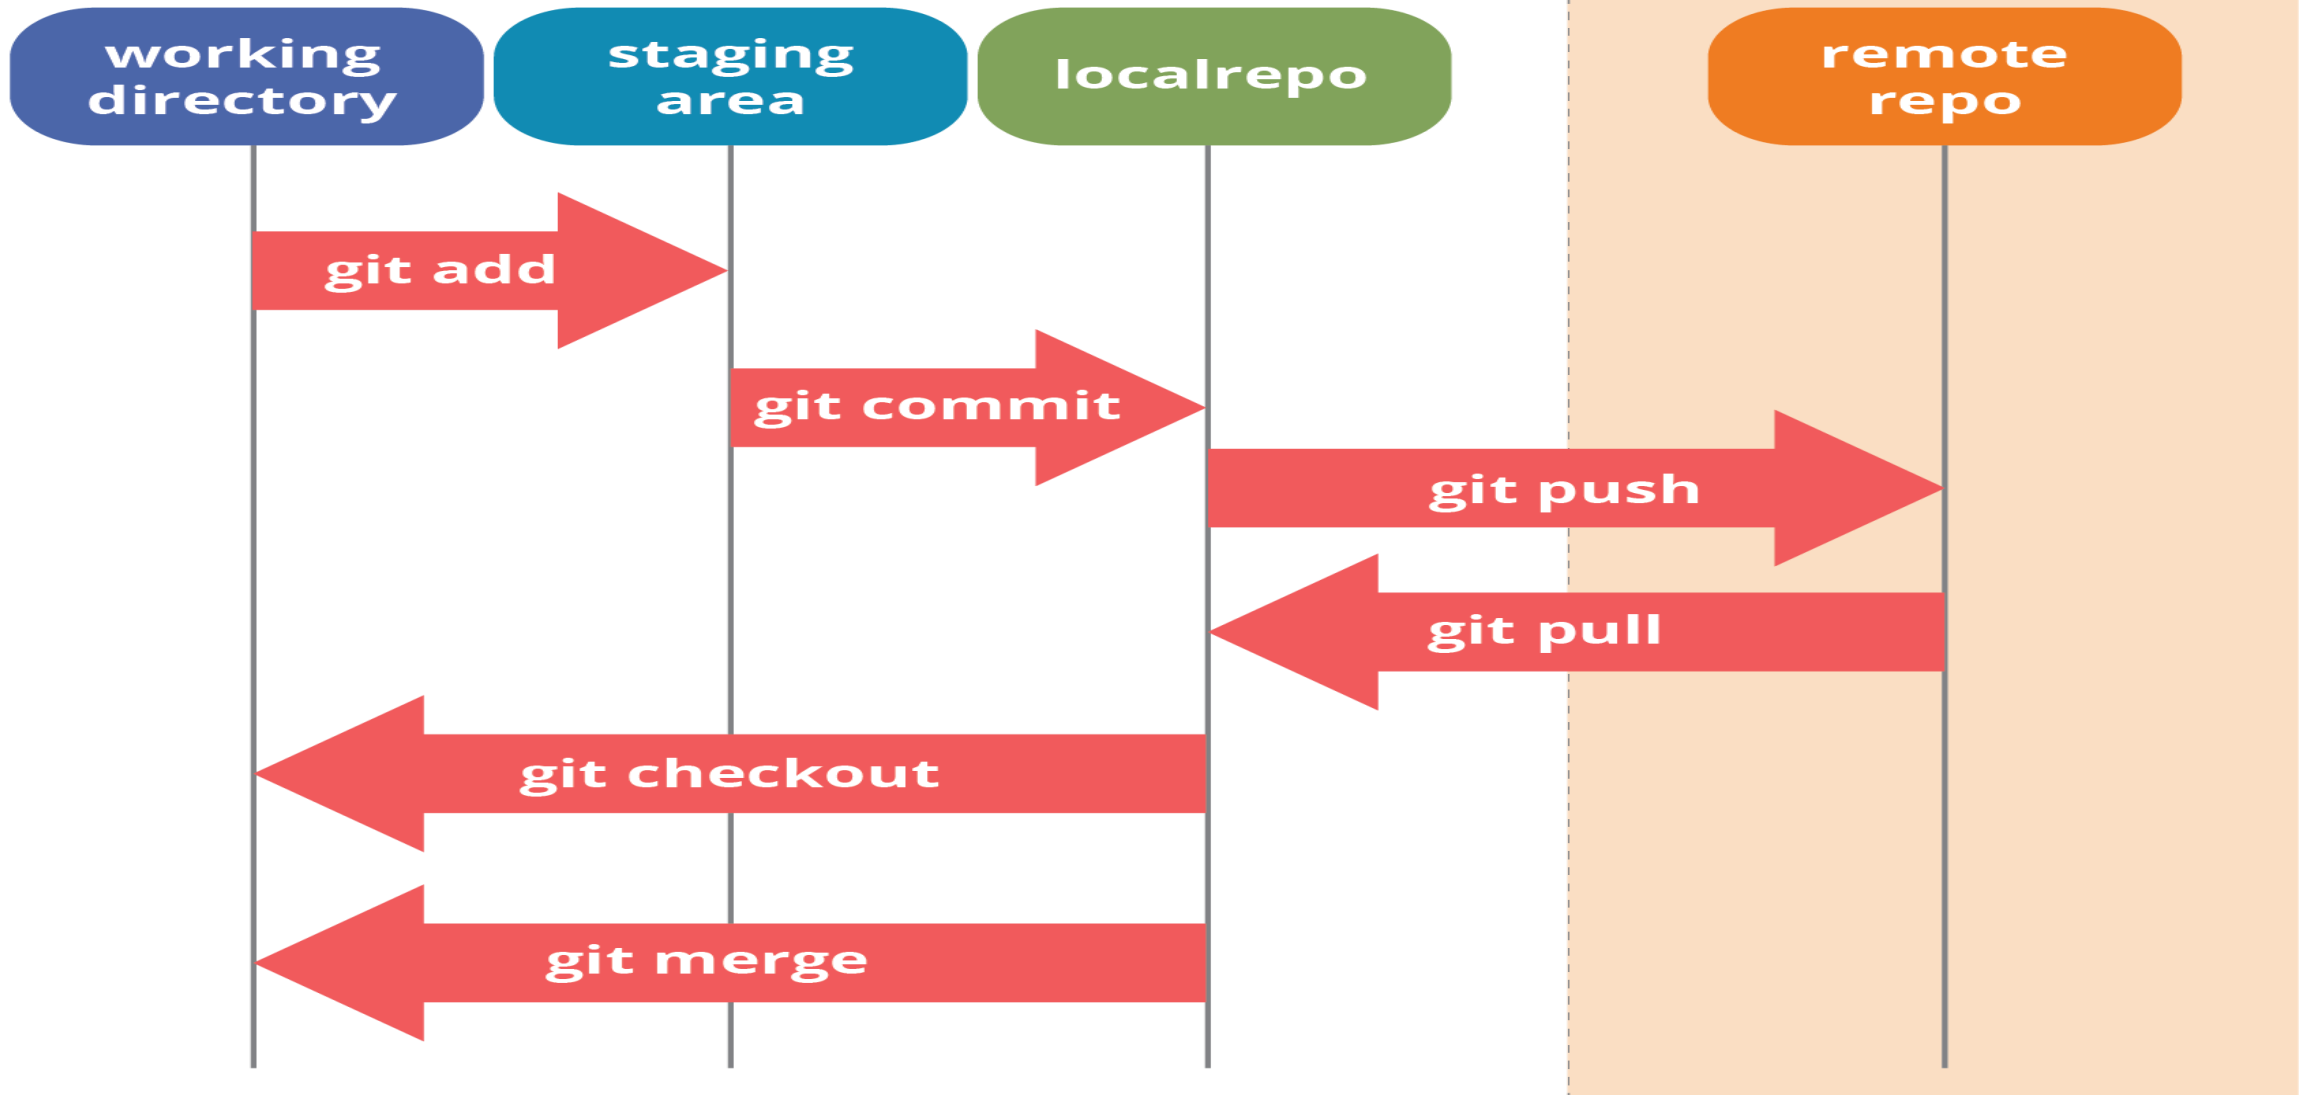 working
directory
staging
area
localrepo
remote
repo
git add
git commit
git push
git pull
git checkout
git merge